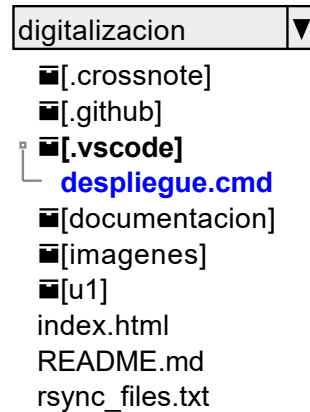 digitalizacion
[.crossnote]
[.github]
[.vscode]
despliegue.cmd
[documentacion]
[imagenes]
[u1]
index.html
README.md
rsync_files.txt